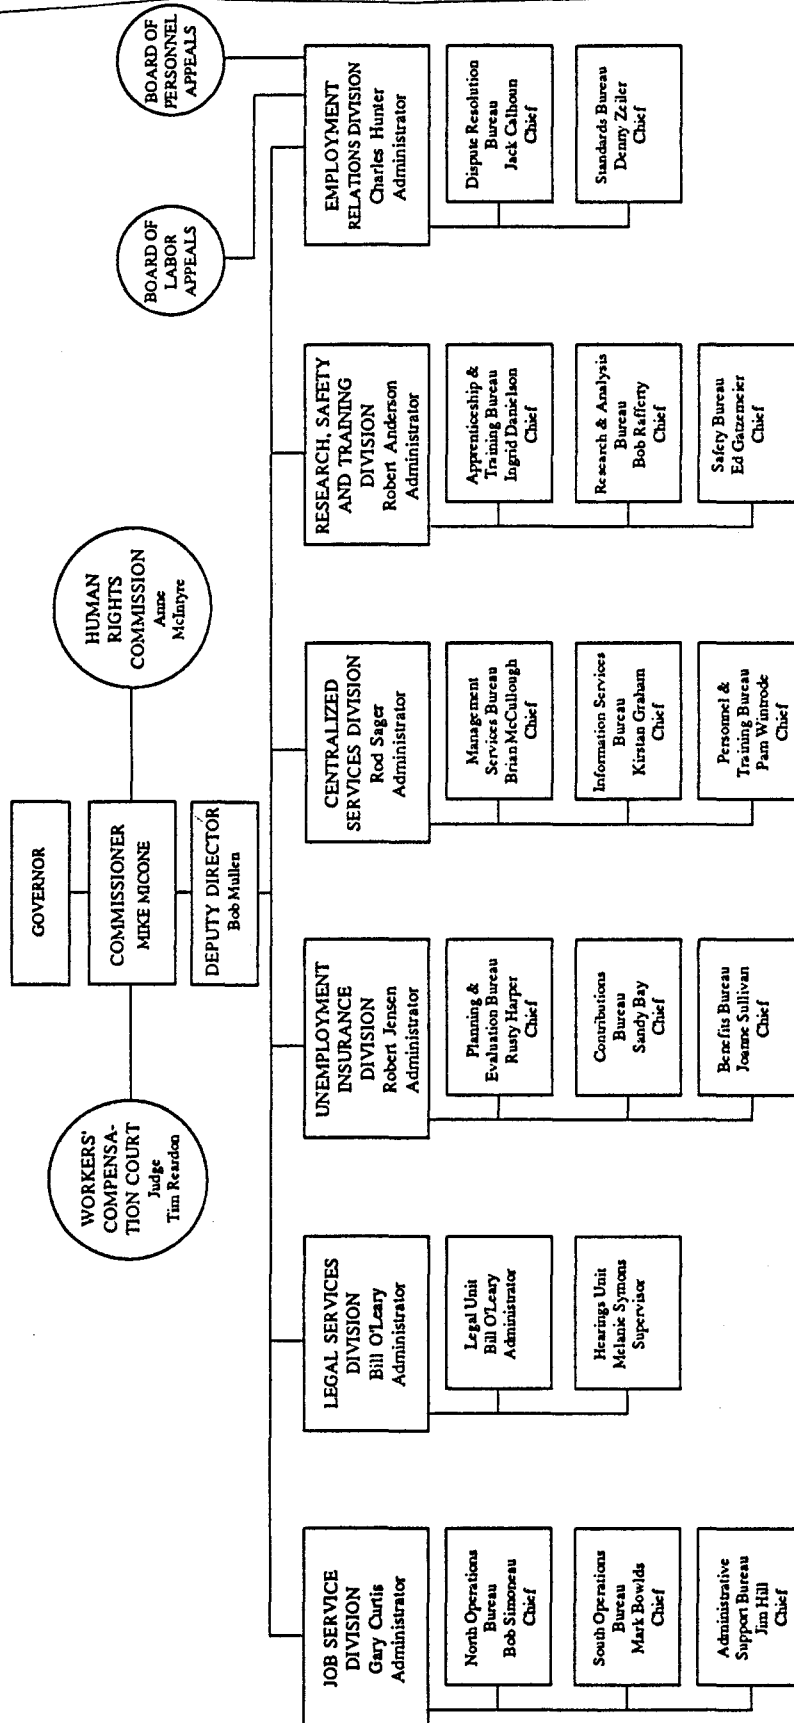 GOVERNOR
COMMISSIONER
MIKE MICONE
DEPUTY DIRECTOR
Bob Mullen
WORKERS'
COMPENSA-
TION COURT
Judge
Tim Reardon
HUMAN
RIGHTS
COMMISSION
Anne
McIntyre
BOARD OF
LABOR
APPEALS
BOARD OF
PERSONNEL
APPEALS
JOB SERVICE
DIVISION
Gary Curtis
Administrator
North Operations
Bureau
Bob Simoneau
Chief
South Operations
Bureau
Mark Bowlds
Chief
Administrative
Support Bureau
Jim Hill
Chief
LEGAL SERVICES
DIVISION
Bill O'Leary
Administrator
Legal Unit
Bill O'Leary
Administrator
Hearings Unit
Melanie Symons
Supervisor
UNEMPLOYMENT
INSURANCE
DIVISION
Robert Jensen
Administrator
Planning &
Evaluation Bureau
Rusty Harper
Chief
Contributions
Bureau
Sandy Bay
Chief
Benefits Bureau
Joanne Sullivan
Chief
CENTRALIZED
SERVICES DIVISION
Rod Sager
Administrator
Management
Services Bureau
Brian McCullough
Chief
Information Services
Bureau
Kirstan Graham
Chief
Personnel &
Training Bureau
Pam Wintrode
Chief
RESEARCH, SAFETY
AND TRAINING
DIVISION
Robert Anderson
Administrator
Apprenticeship &
Training Bureau
Ingrid Danielson
Chief
Research & Analysis
Bureau
Bob Rafferty
Chief
Safety Bureau
Ed Gatzemeier
Chief
EMPLOYMENT
RELATIONS DIVISION
Charles Hunter
Administrator
Dispute Resolution
Bureau
Jack Calhoun
Chief
Standards Bureau
Denny Zeiler
Chief